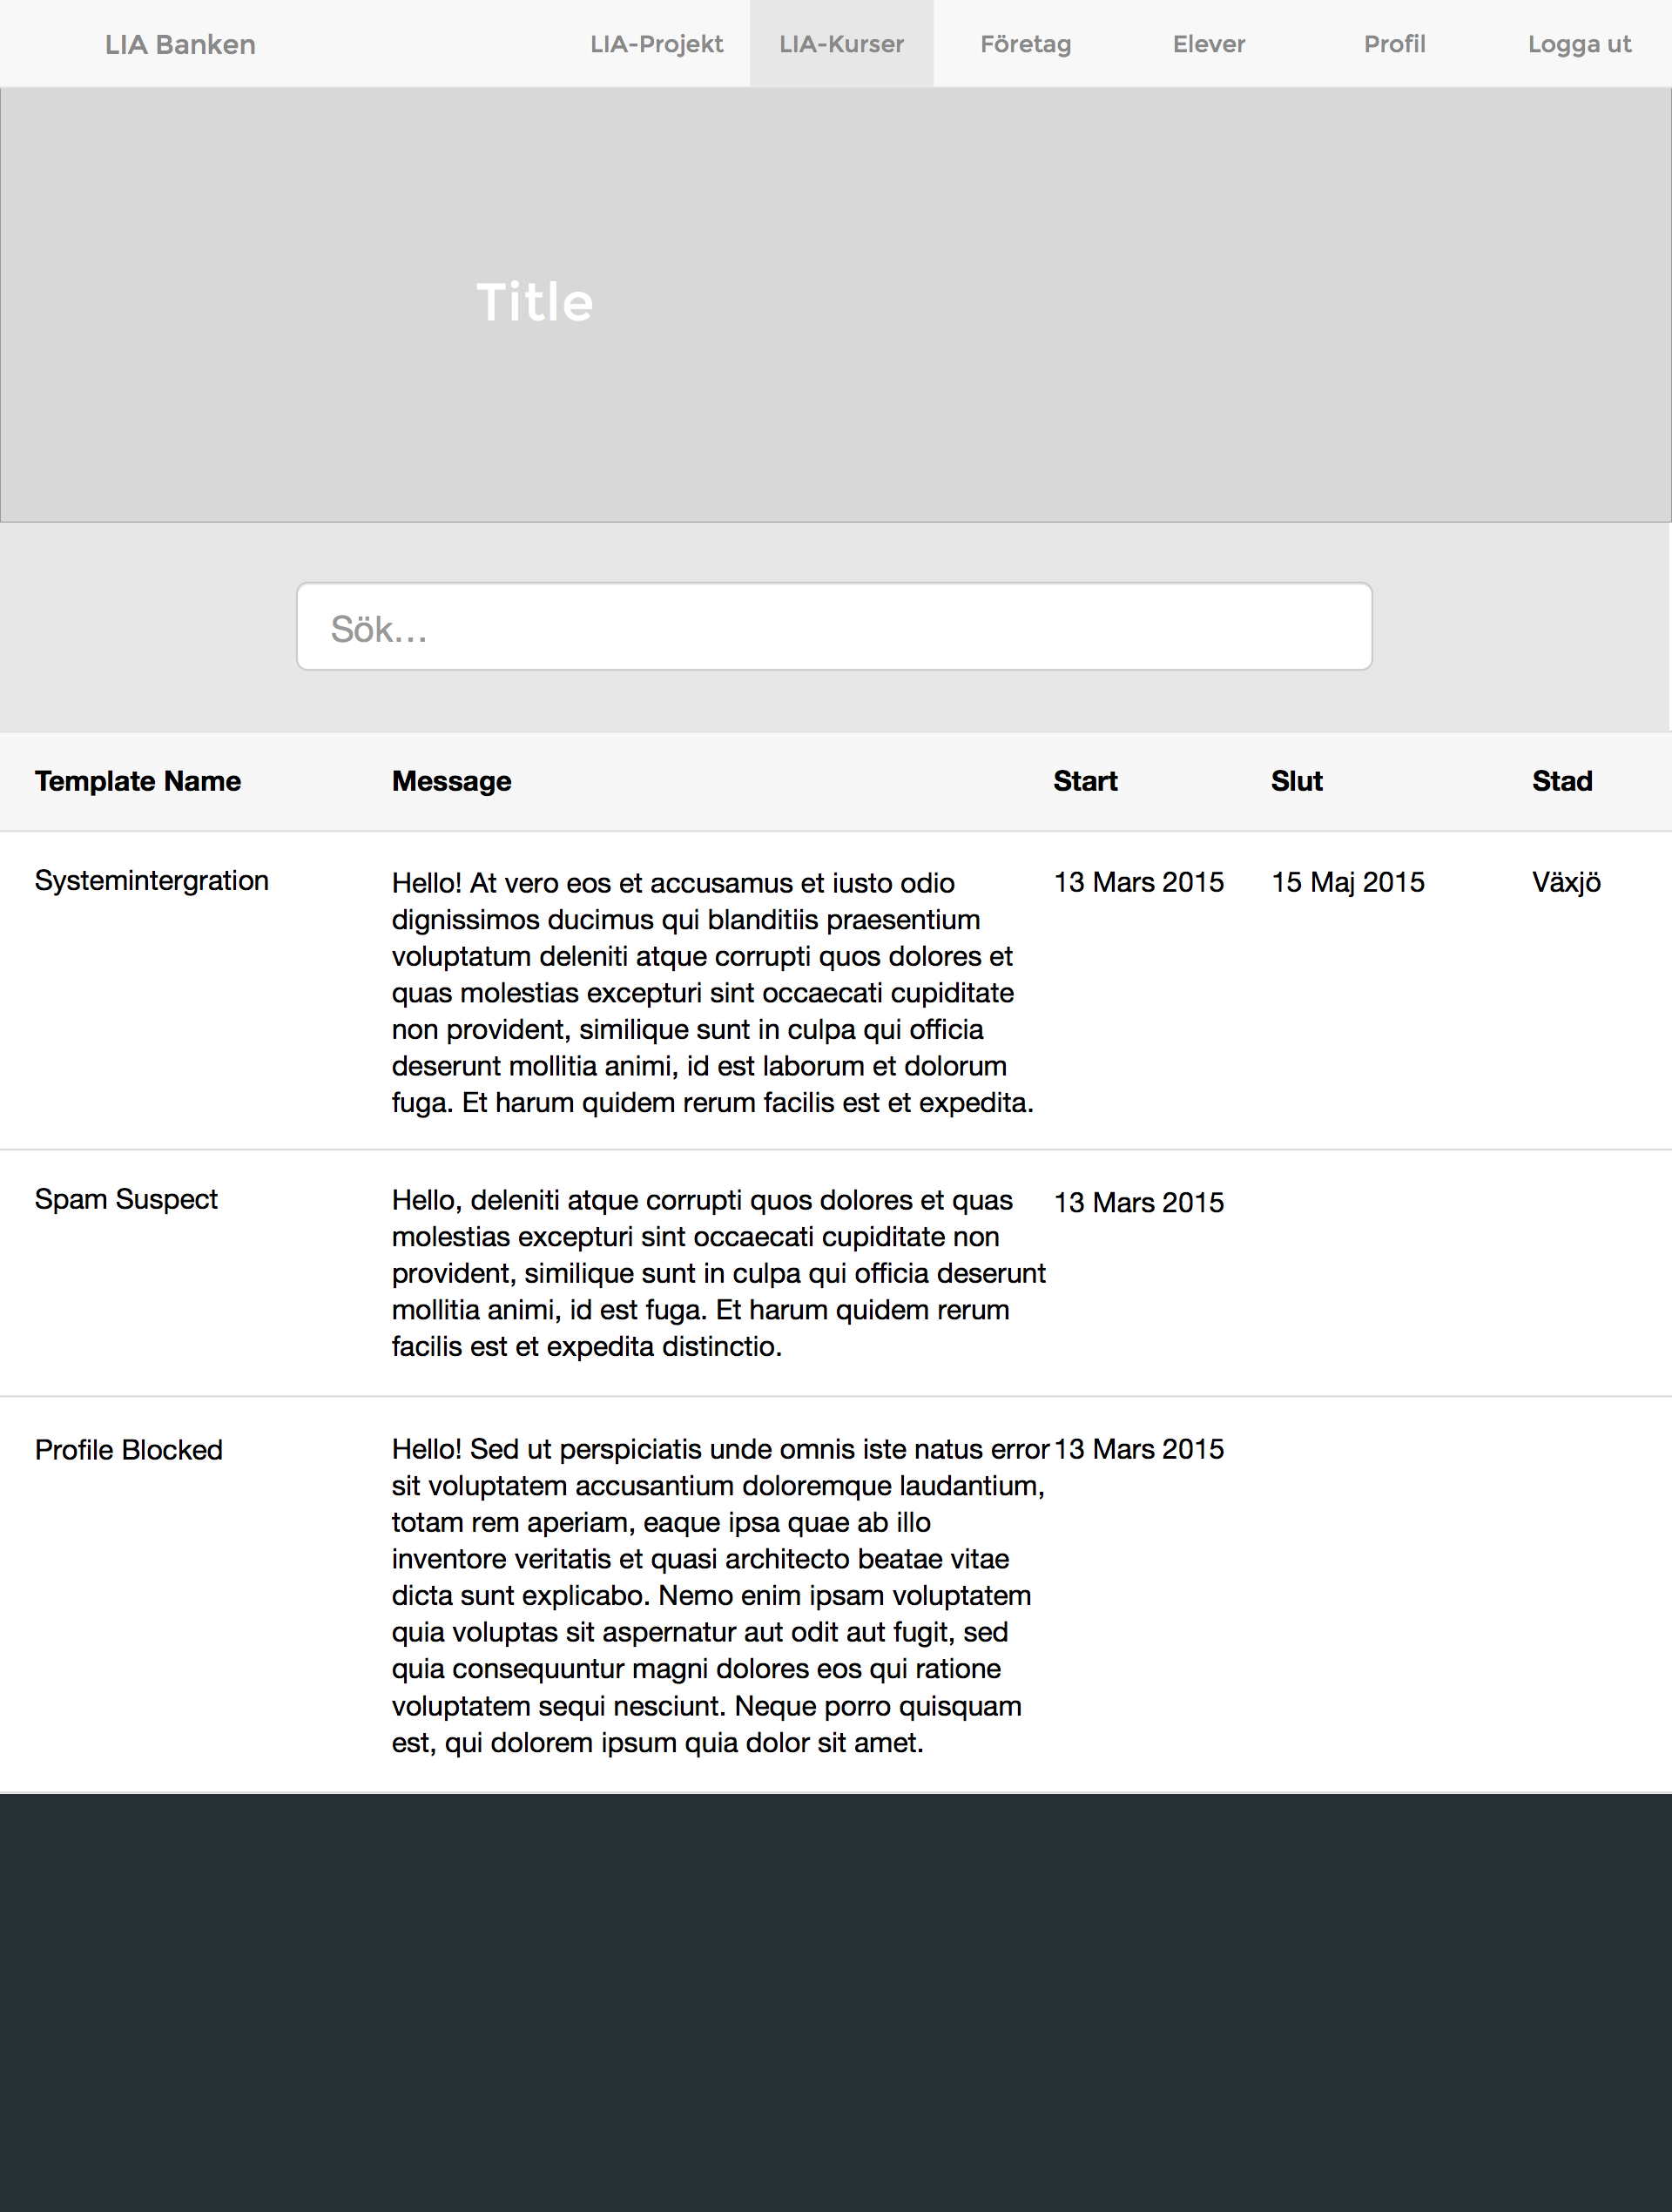 LIA Banken LIA-Projekt LIA-Kurser Företag Elever Profil Logga ut
Title
Sök...
Template Name Message Start Slut Stad
Systemintergration Hello! At vero eos et accusamus et iusto odio 13 Mars 2015 15 Maj 2015 Växjö
dignissimos ducimus qui blanditiis praesentium
voluptatum deleniti atque corrupti quos dolores et
quas molestias excepturi sint occaecati cupiditate
non provident, similique sunt in culpa qui officia
deserunt mollitia animi, id est laborum et dolorum
fuga. Et harum quidem rerum facilis est et expedita.
Spam Suspect Hello, deleniti atque corrupti quos dolores et quas 13 Mars 2015
molestias excepturi sint occaecati cupiditate non
provident, similique sunt in culpa qui officia deserunt
mollitia animi, id est fuga. Et harum quidem rerum
facilis est et expedita distinctio.
Profile Blocked Hello! Sed ut perspiciatis unde omnis iste natus error 13 Mars 2015
sit voluptatem accusantium doloremque laudantium,
totam rem aperiam, eaque ipsa quae ab illo
inventore veritatis et quasi architecto beatae vitae
dicta sunt explicabo. Nemo enim ipsam voluptatem
quia voluptas sit aspernatur aut odit aut fugit, sed
quia consequuntur magni dolores eos qui ratione
voluptatem sequi nesciunt. Neque porro quisquam
est, qui dolorem ipsum quia dolor sit amet.